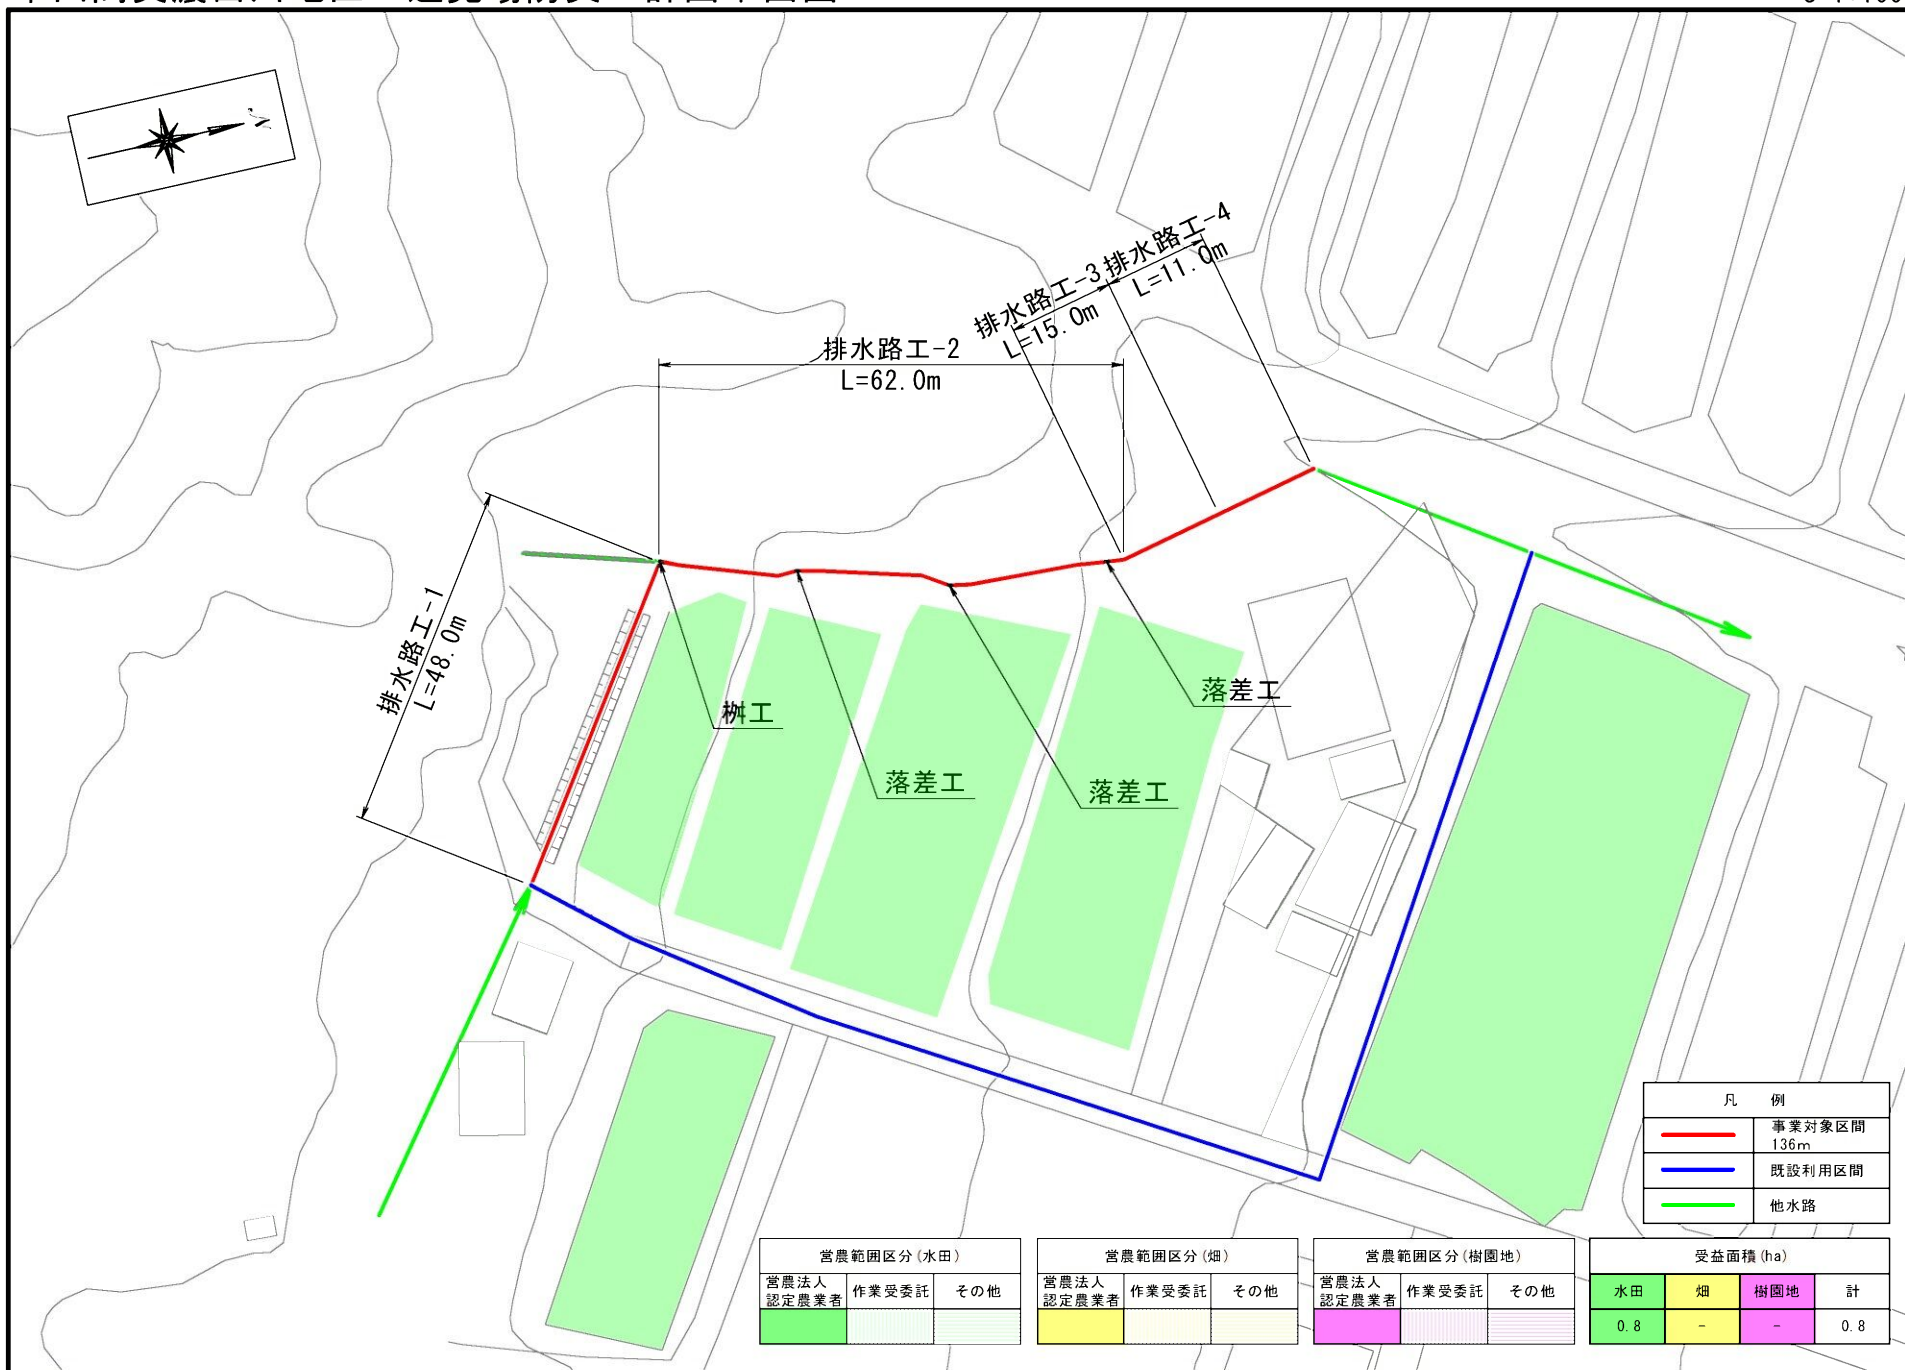 N
排水路工-4
L=11.0m
排水路工-3
L=15.0m
排水路工-2
L=62.0m
排水路工-1
L=48.0m
桝工
落差工
落差工
落差工
凡 例
事業対象区間
136m
既設利用区間
他水路
営農範囲区分(水田)
営農法人
認定農業者
作業受委託
その他
営農範囲区分(畑)
営農法人
認定農業者
作業受委託
その他
営農範囲区分(樹園地)
営農法人
認定農業者
作業受委託
その他
受益面積(ha)
水田 畑 樹園地 計
0.8 - - 0.8